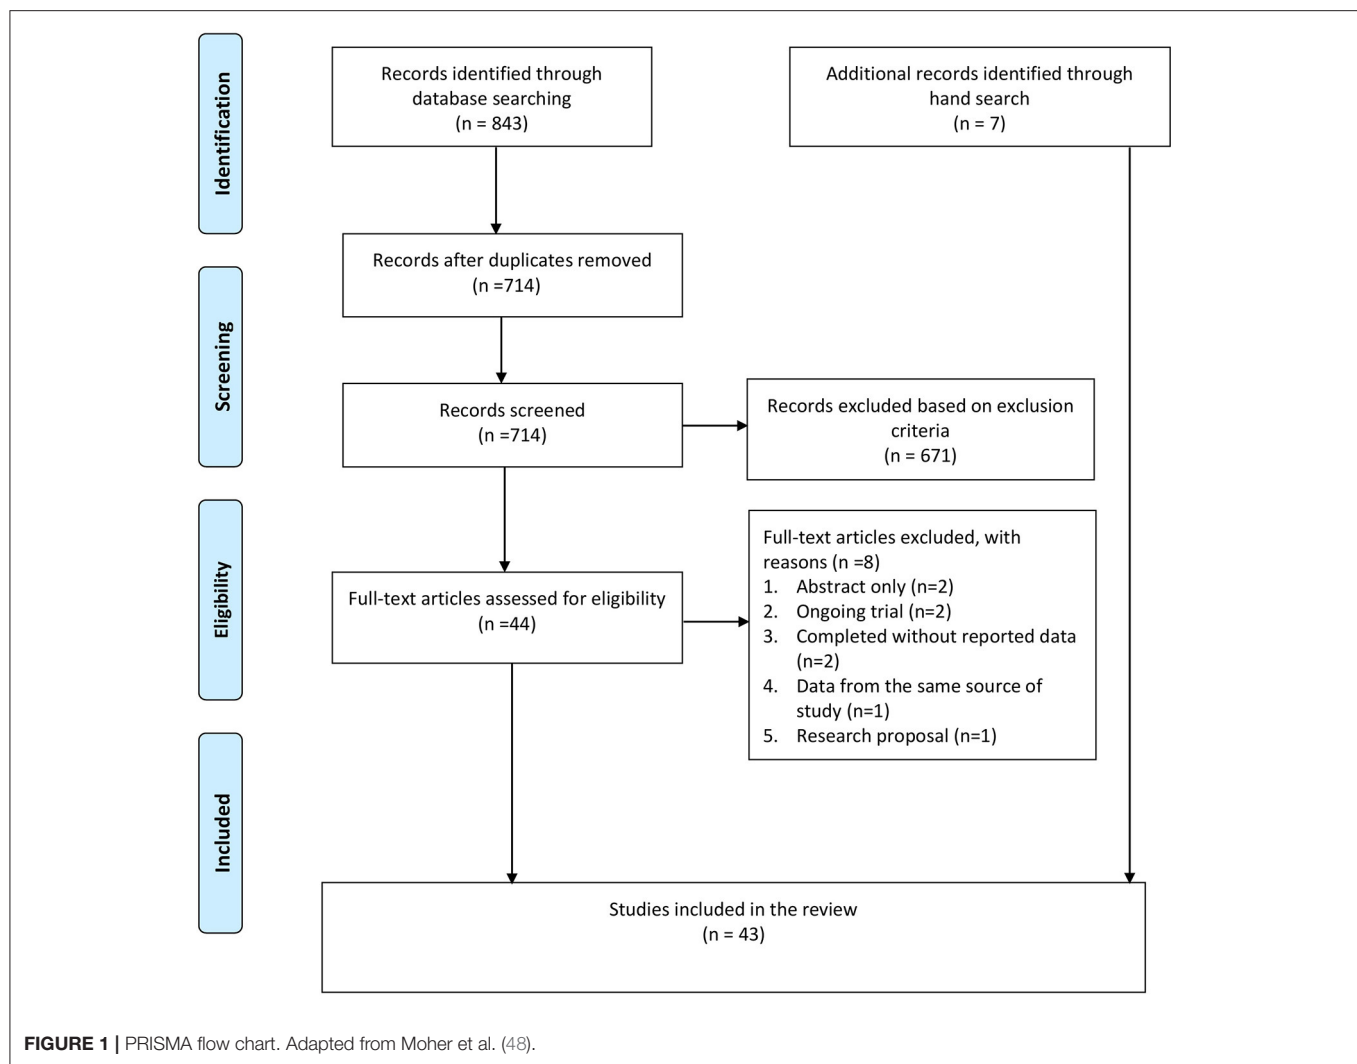 Identification
Records identified through
database searching
(n = 843)
Additional records identified through
hand search
(n = 7)
Records after duplicates removed
(n =714)
Screening
Records screened
(n =714)
Records excluded based on exclusion
criteria
(n = 671)
Eligibility
Full-text articles assessed for eligibility
(n =44)
Full-text articles excluded, with
reasons (n =8)
1. Abstract only (n=2)
2. Ongoing trial (n=2)
3. Completed without reported data
(n=2)
4. Data from the same source of
study (n=1)
5. Research proposal (n=1)
Included
Studies included in the review
(n = 43)
FIGURE 1 | PRISMA flow chart. Adapted from Moher et al. (48).